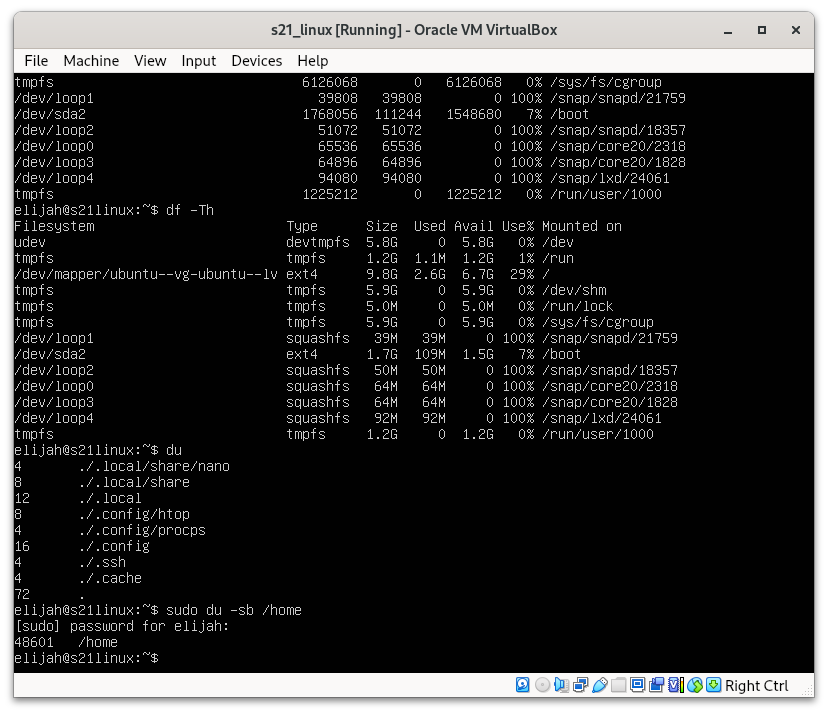 s21_linux [Running] - Oracle VM VirtualBox
File Machine View Input Devices Help
tmpfs 6126068 0 6126068 0% /sys/fs/cgroup
/dev/loop1 39808 39808 0 100% /snap/snapd/21759
/dev/sda2 1768056 111244 1548680 7% /boot
/dev/loop2 51072 51072 0 100% /snap/snapd/18357
/dev/loop0 65536 65536 0 100% /snap/core20/2318
/dev/loop3 64896 64896 0 100% /snap/core20/1828
/dev/loop4 94080 94080 0 100% /snap/lxd/24061
tmpfs 1225212 0 1225212 0% /run/user/1000
elijah@s21linux:~$ df -Th
Filesystem Type Size Used Avail Use% Mounted on
udev devtmpfs 5.8G 0 5.8G 0% /dev
tmpfs tmpfs 1.2G 1.1M 1.2G 1% /run
/dev/mapper/ubuntu--vg-ubuntu--lv ext4 9.8G 2.6G 6.7G 29% /
tmpfs tmpfs 5.9G 0 5.9G 0% /dev/shm
tmpfs tmpfs 5.0M 0 5.0M 0% /run/lock
tmpfs tmpfs 5.9G 0 5.9G 0% /sys/fs/cgroup
/dev/loop1 squashfs 39M 39M 0 100% /snap/snapd/21759
/dev/sda2 ext4 1.7G 109M 1.5G 7% /boot
/dev/loop2 squashfs 50M 50M 0 100% /snap/snapd/18357
/dev/loop0 squashfs 64M 64M 0 100% /snap/core20/2318
/dev/loop3 squashfs 64M 64M 0 100% /snap/core20/1828
/dev/loop4 squashfs 92M 92M 0 100% /snap/lxd/24061
tmpfs tmpfs 1.2G 0 1.2G 0% /run/user/1000
elijah@s21linux:~$ du
4 ./.local/share/nano
8 ./.local/share
12 ./.local
8 ./.config/htop
4 ./.config/procps
16 ./.config
4 ./.ssh
4 ./.cache
72 .
elijah@s21linux:~$ sudo du -sb /home
[sudo] password for elijah:
48601 /home
elijah@s21linux:~$
Right Ctrl